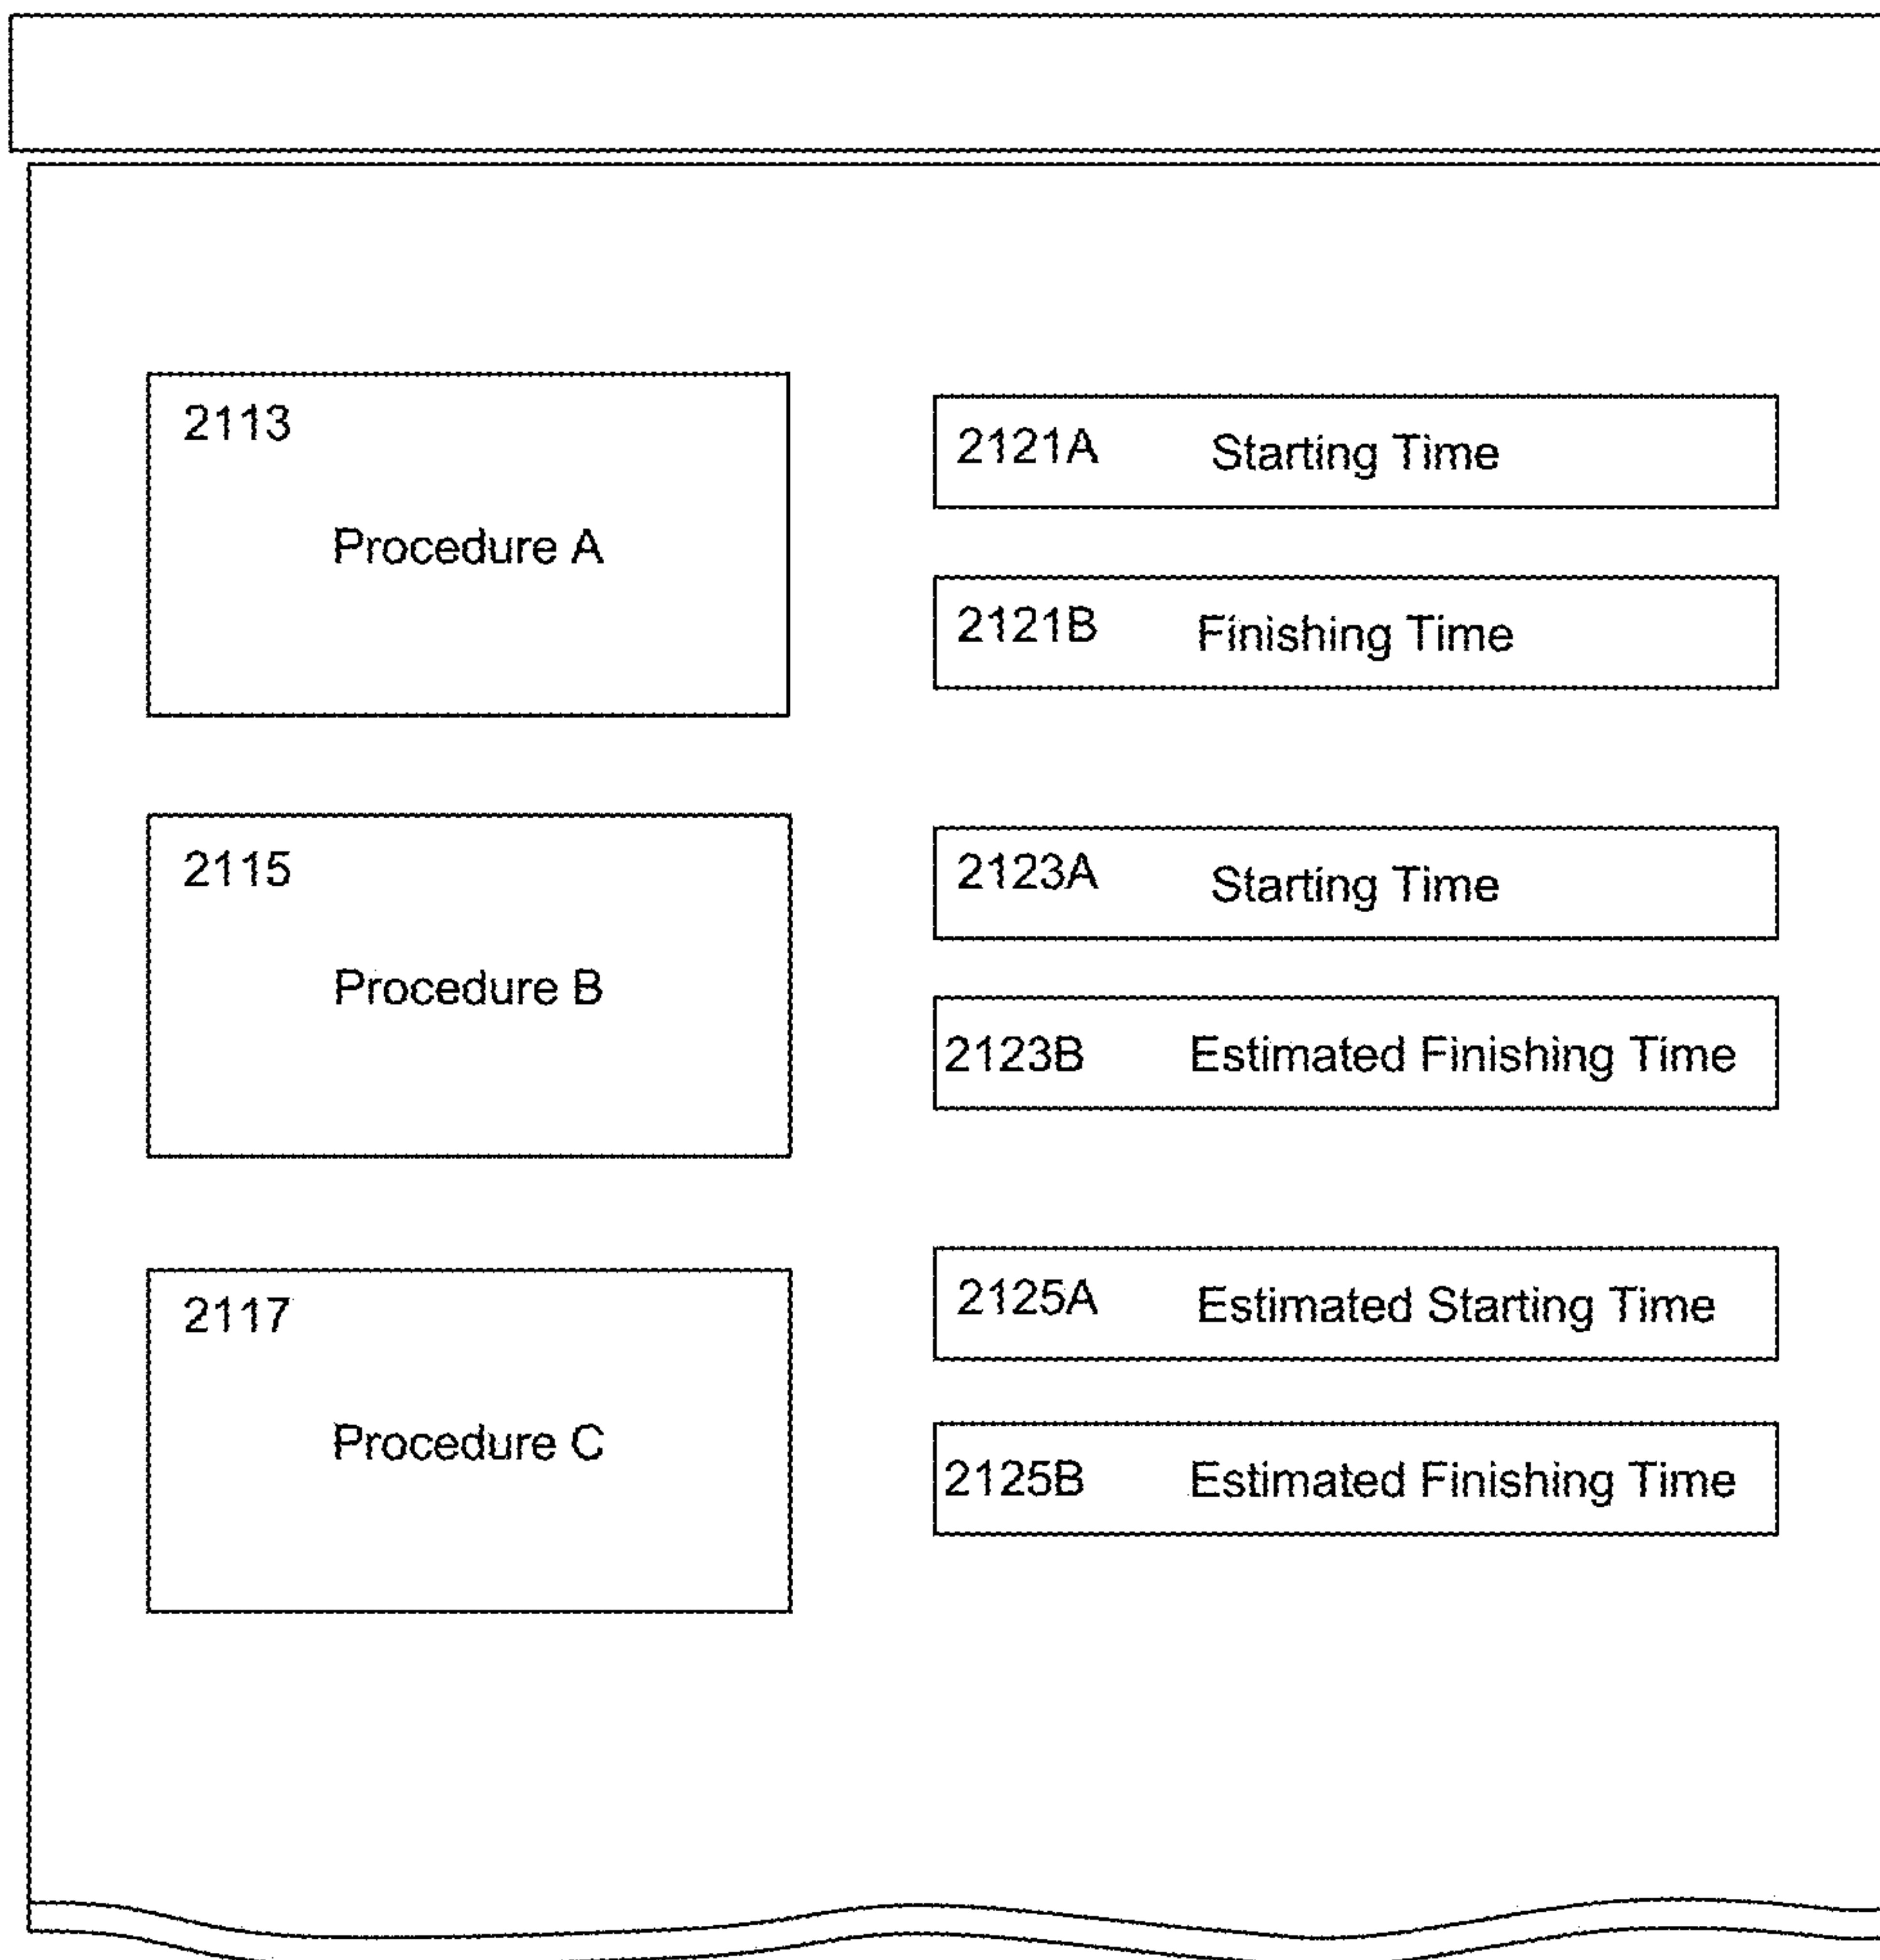 2113
Procedure A
2121A Starting Time
2121B Finishing Time
2115
Procedure B
2123A Starting Time
2123B Estimated Finishing Time
2117
Procedure C
2125A Estimated Starting Time
2125B Estimated Finishing Time